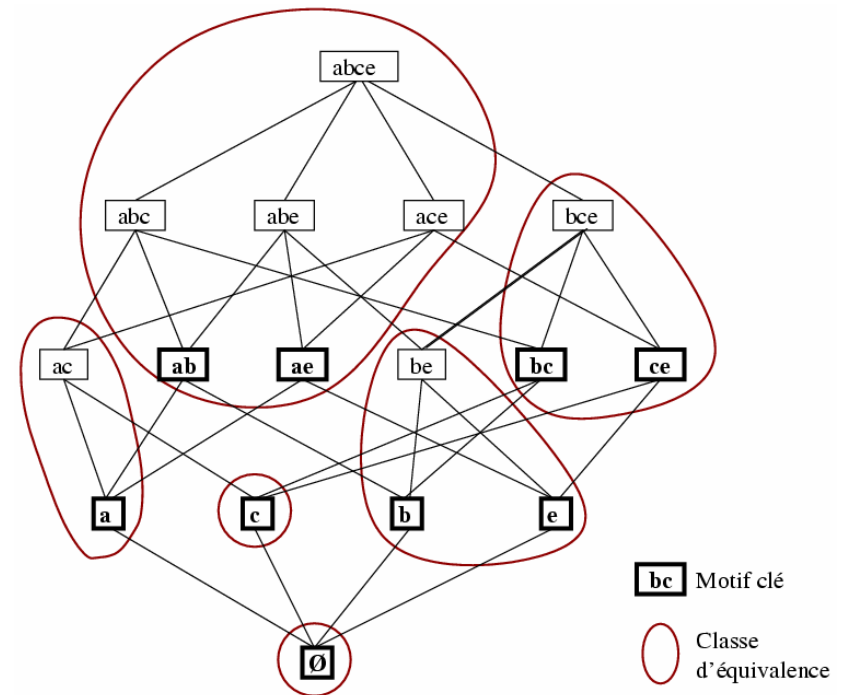 abce
abc abe ace bce
ac ab ae be bc ce
a c b e
bc Motif clé
Ø
Classe
d'équivalence